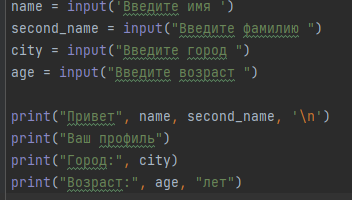 name = input('Введите имя ')
second_name = input("Введите фамилию ")
city = input("Введите город ")
age = input("Введите возраст ")
print("Привет", name, second_name, '\n')
print("Ваш профиль")
print("Город:", city)
print("Возраст:", age, "лет")